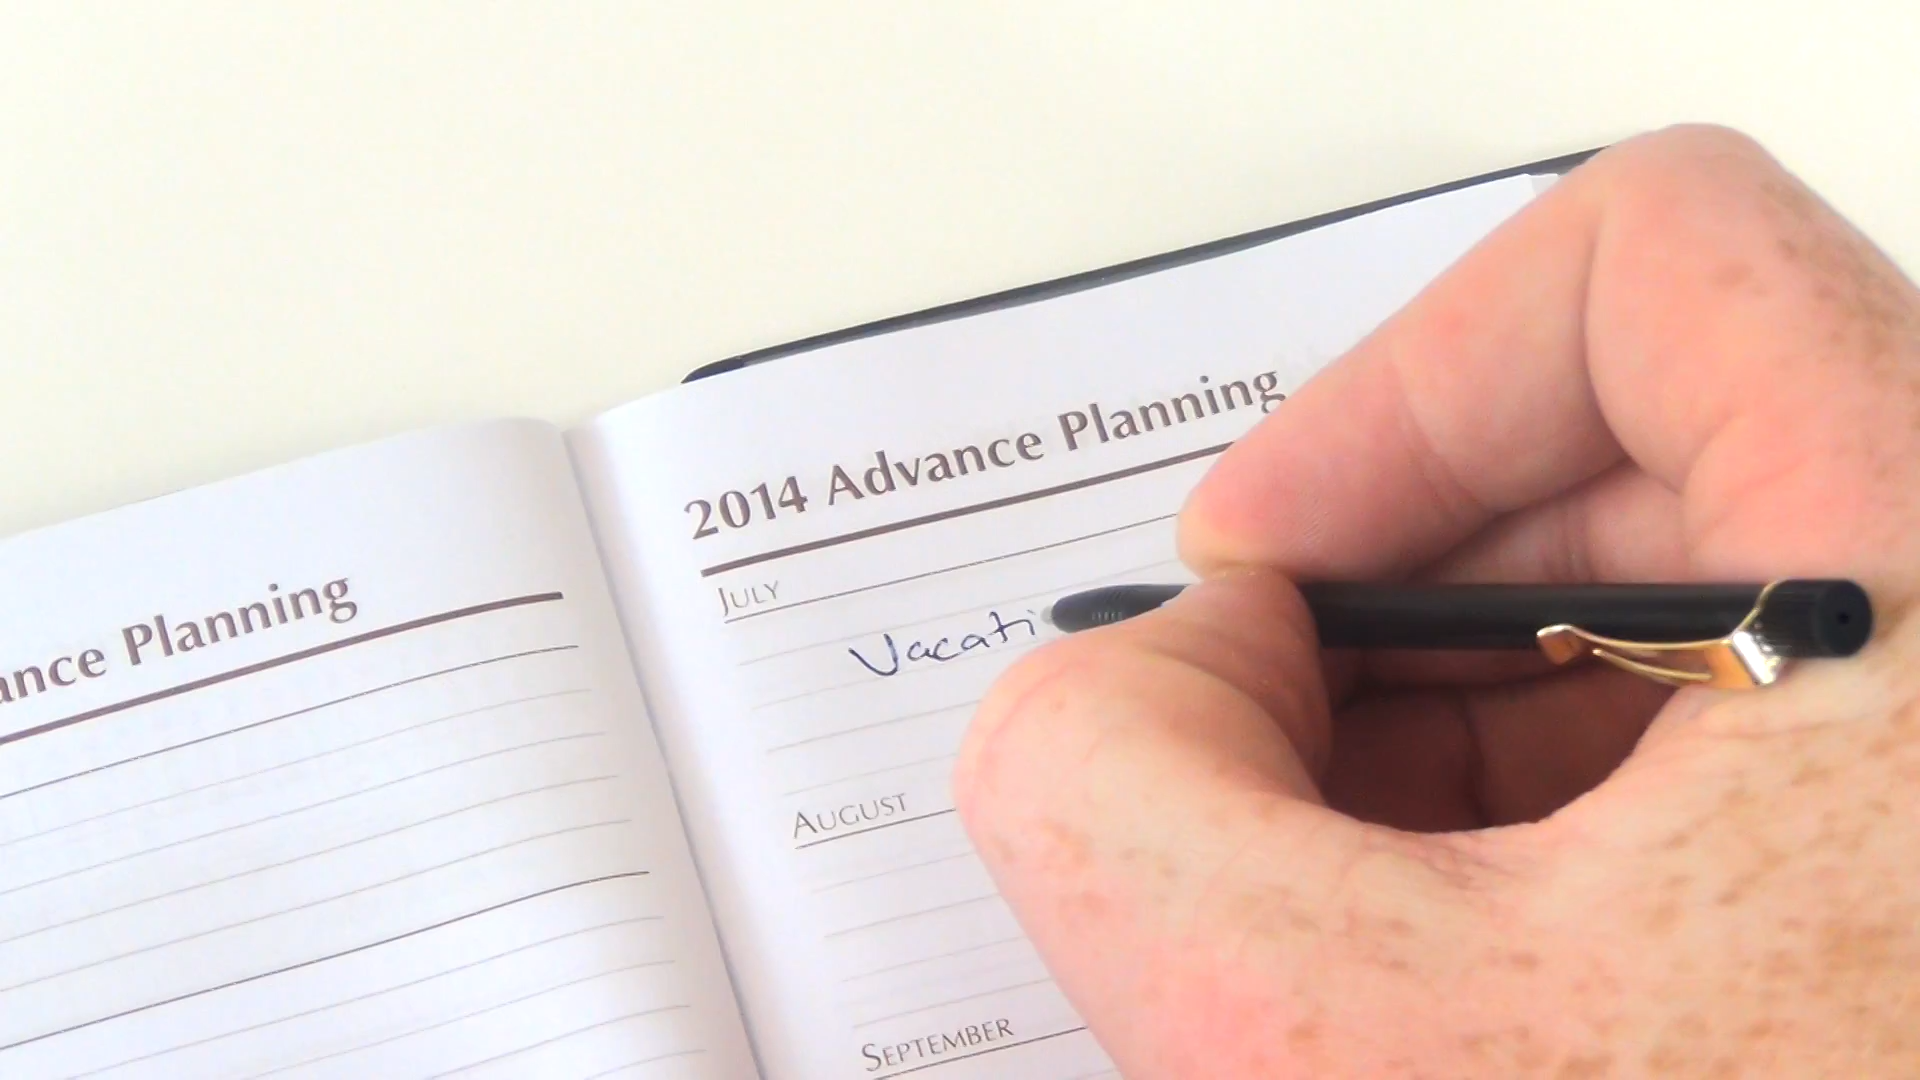 ance Planning
2014 Advance Planning
JULY
Vacati
AUGUST
SEPTEMBER